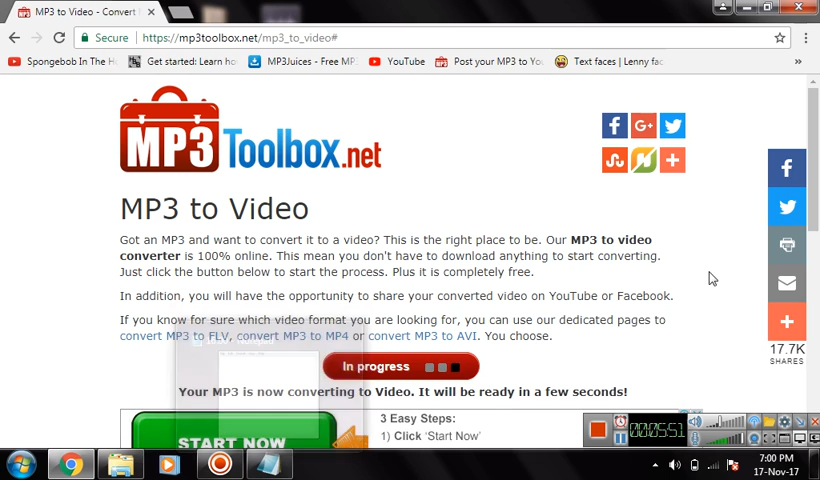 MP3 to Video - Convert
Secure https://mp3toolbox.net/mp3_to_video#
Spongebob In The H
Get started: Learn ho
MP3Juices - Free MP
YouTube
Post your MP3 to Yo
Text faces | Lenny fac
MP3 Toolbox.net
MP3 to Video
Got an MP3 and want to convert it to a video? This is the right place to be. Our MP3 to video
converter is 100% online. This mean you don't have to download anything to start converting.
Just click the button below to start the process. Plus it is completely free.
In addition, you will have the opportunity to share your converted video on YouTube or Facebook.
If you know for sure which video format you are looking for, you can use our dedicated pages to
convert MP3 to FLV, convert MP3 to MP4 or convert MP3 to AVI. You choose.
17.7K
SHARES
In progress
Your MP3 is now converting to Video. It will be ready in a few seconds!
START NOW
3 Easy Steps:
1) Click 'Start Now'
00:05:51
7:00 PM
17-Nov-17